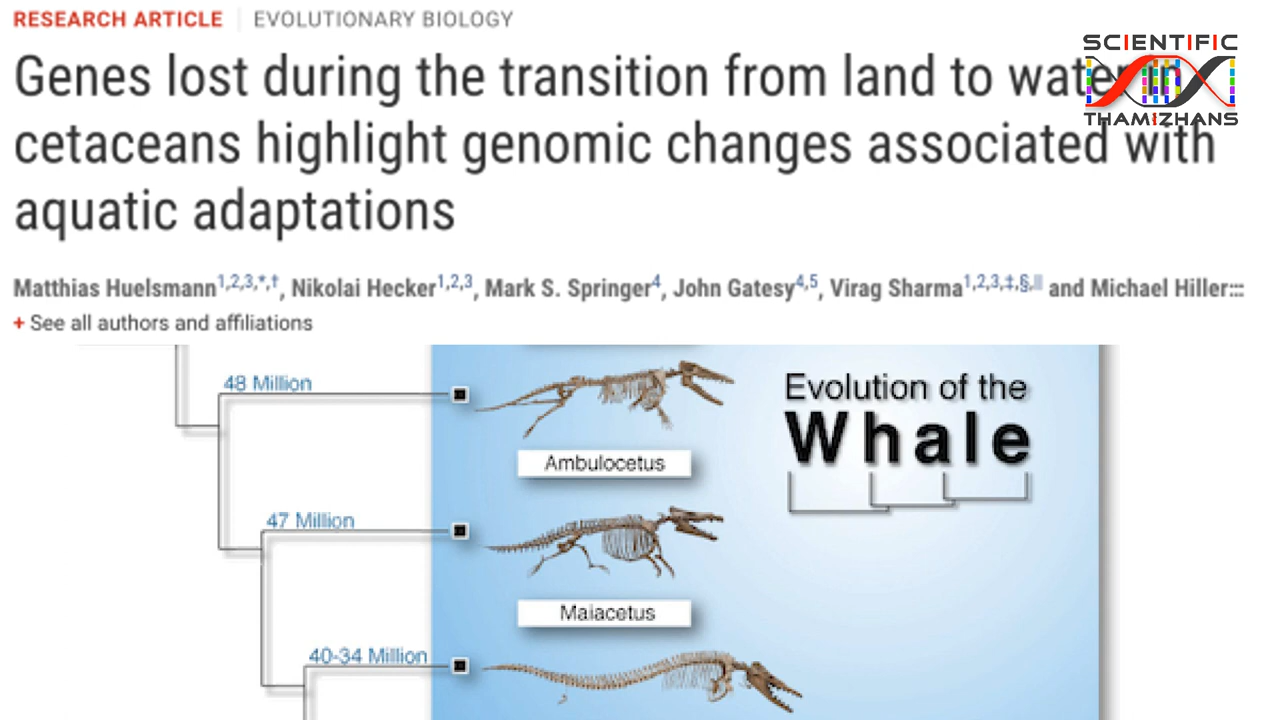 RESEARCH ARTICLE EVOLUTIONARY BIOLOGY
SCIENTIFIC
THAMIZHANS
Genes lost during the transition from land to water in
cetaceans highlight genomic changes associated with
aquatic adaptations
Matthias Huelsmann1,2,3,*,†, Nikolai Hecker1,2,3, Mark S. Springer4, John Gatesy4,5, Virag Sharma1,2,3,‡,§,|| and Michael Hiller:::
+ See all authors and affiliations
48 Million
Evolution of the
Whale
Ambulocetus
47 Million
Maiacetus
40-34 Million